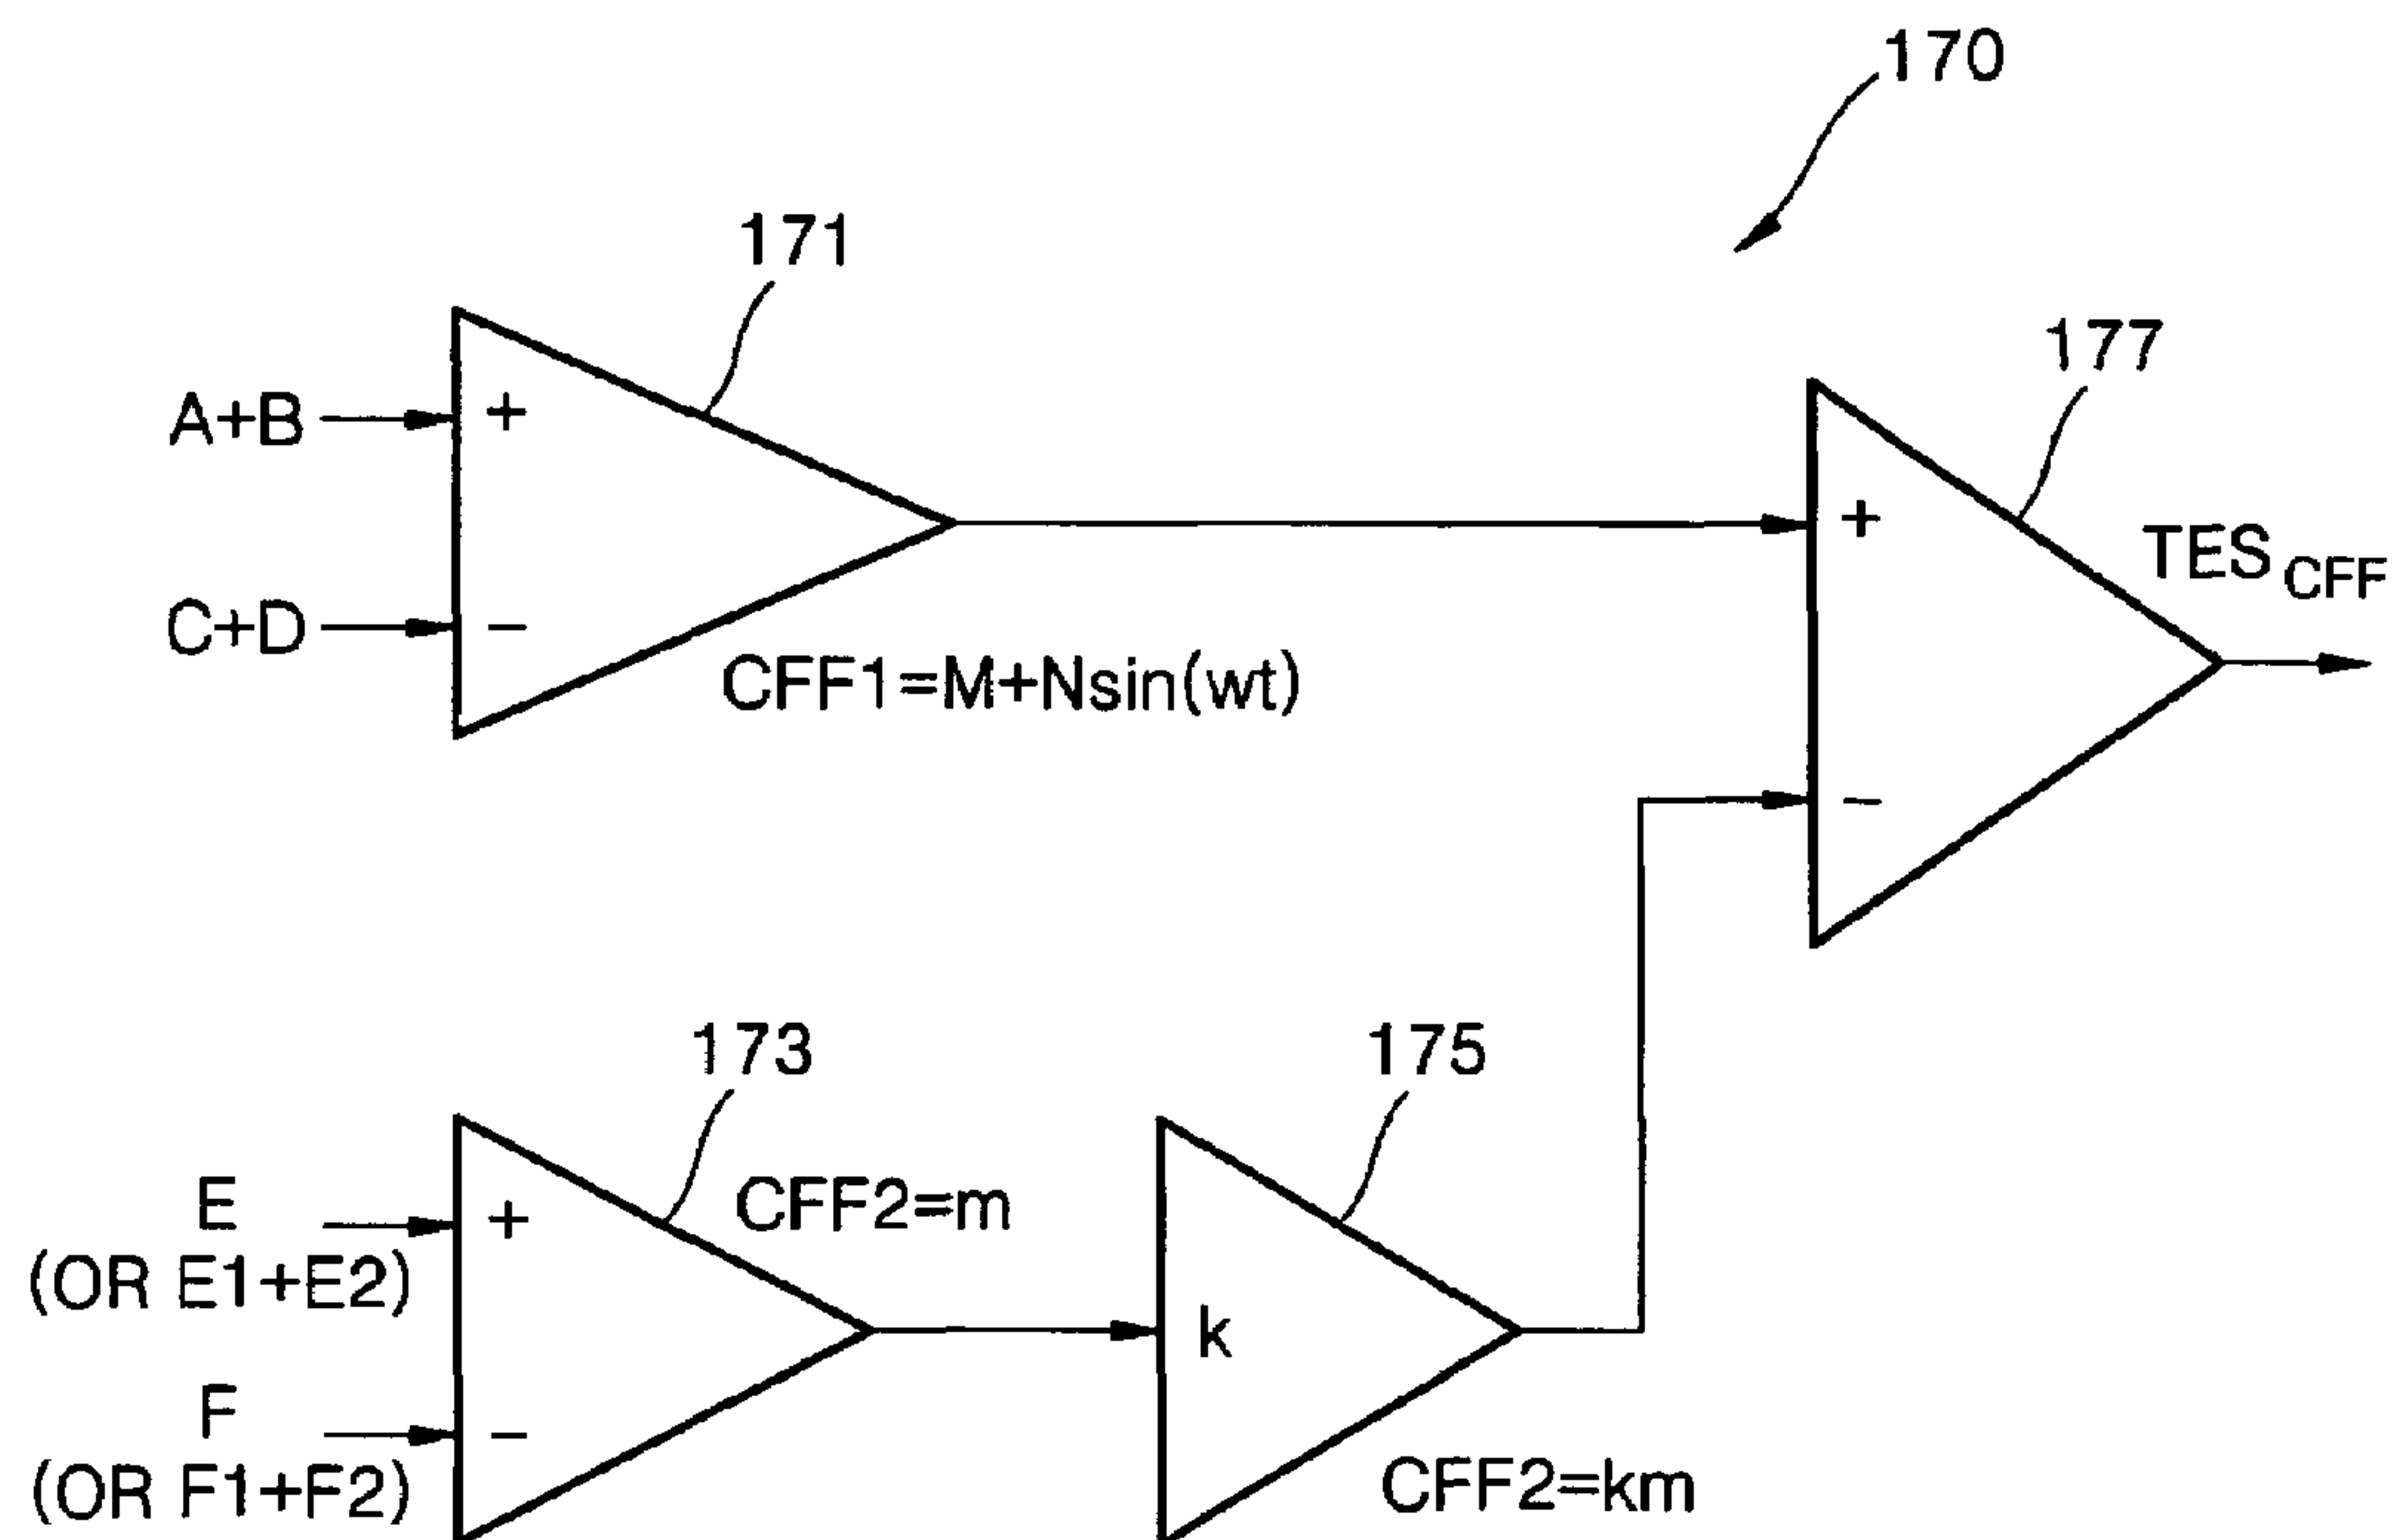 170
171
177
A+B
+
C+D
−
+
TES CFF
CFF1=M+Nsin(wt)
−
173
175
E
(OR E1+E2)
+
CFF2=m
F
(OR F1+F2)
−
k
CFF2=km